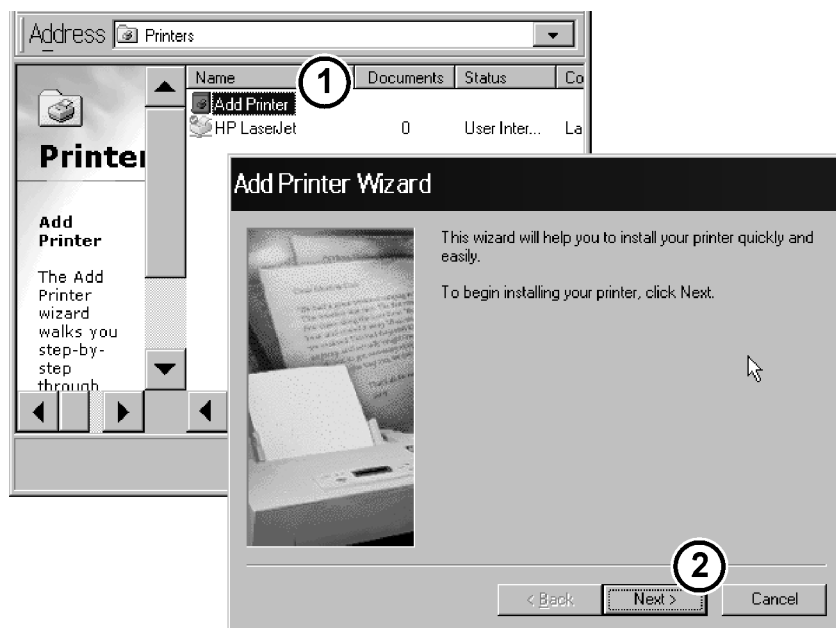 Address Printers
Name Documents Status Co
1
Add Printer
HP LaserJet 0 User Inter... La
Printer
Add
Printer
The Add
Printer
wizard
walks you
step-by-
step
through
Add Printer Wizard
This wizard will help you to install your printer quickly and
easily.
To begin installing your printer, click Next.
2
< Back Next > Cancel